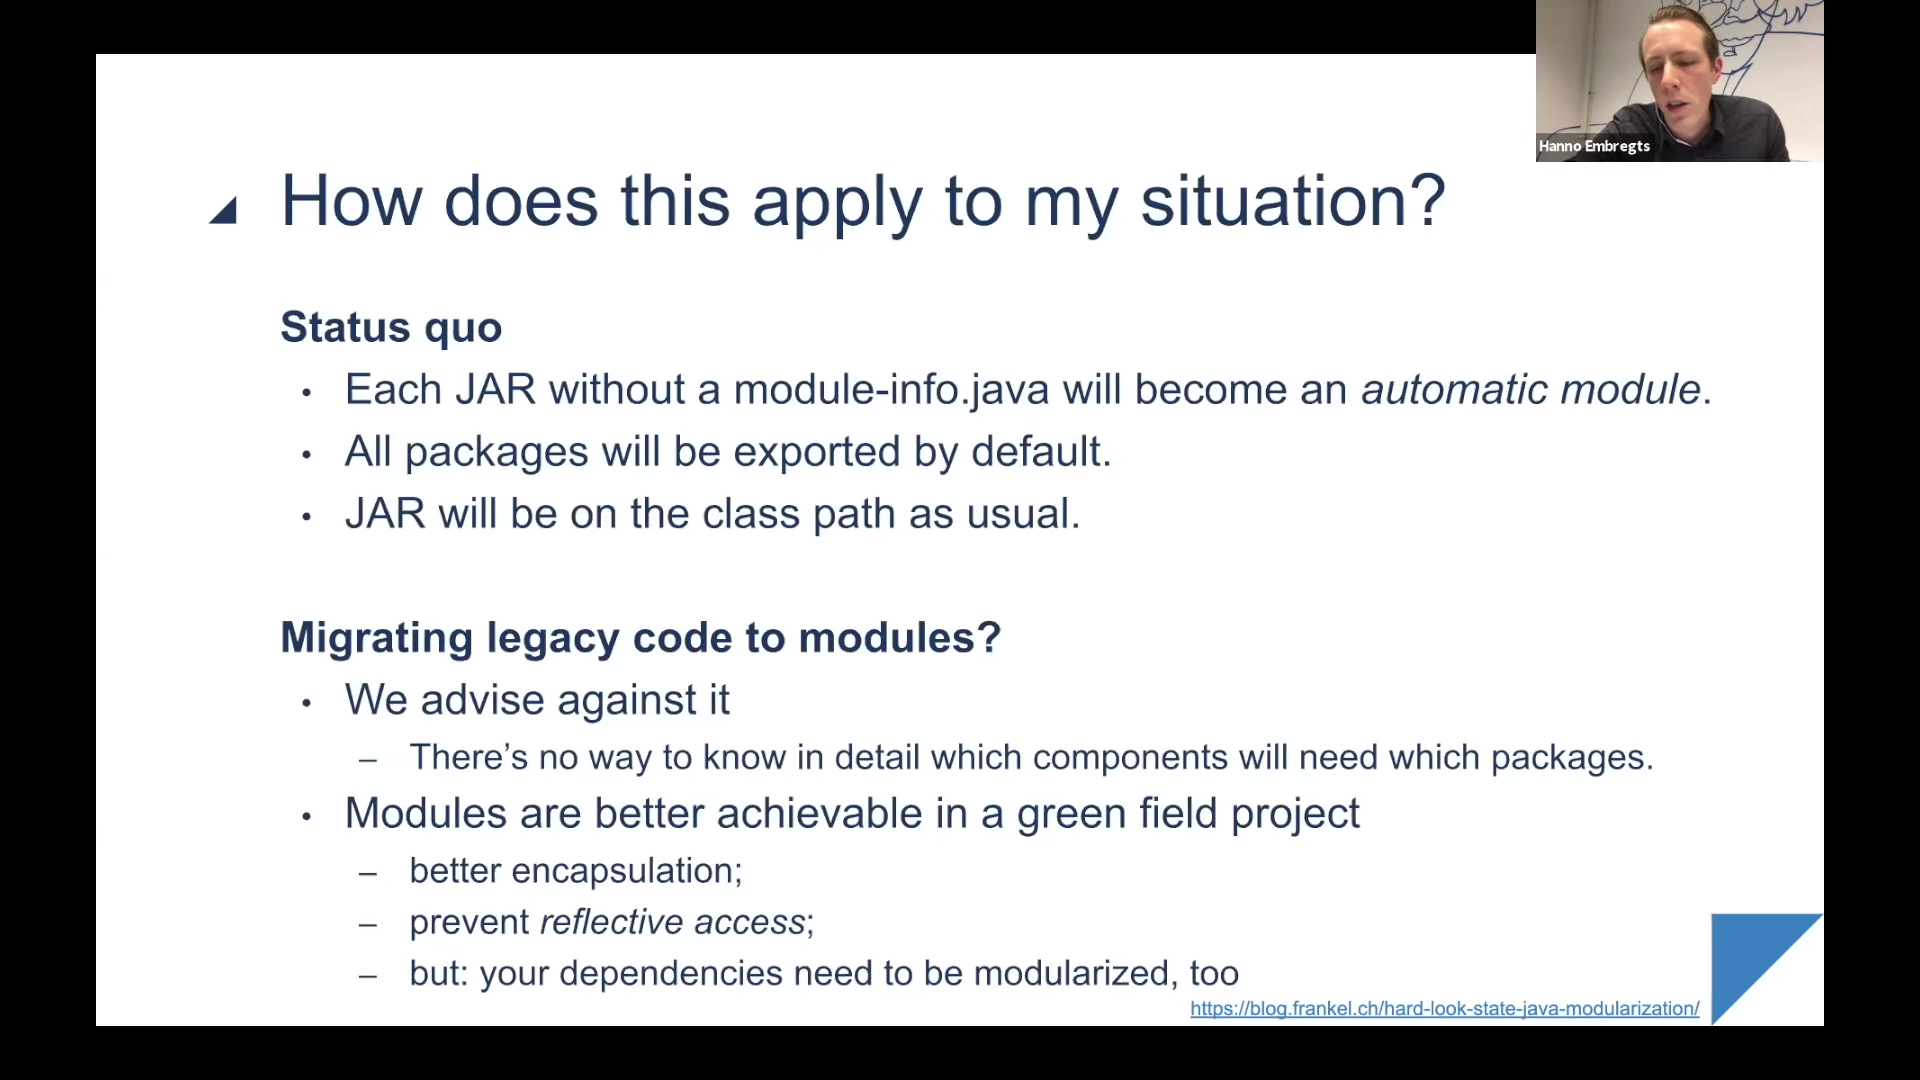 Hanno Embregts
How does this apply to my situation?
Status quo
• Each JAR without a module-info.java will become an automatic module.
• All packages will be exported by default.
• JAR will be on the class path as usual.
Migrating legacy code to modules?
• We advise against it
– There’s no way to know in detail which components will need which packages.
• Modules are better achievable in a green field project
– better encapsulation;
– prevent reflective access;
– but: your dependencies need to be modularized, too
https://blog.frankel.ch/hard-look-state-java-modularization/